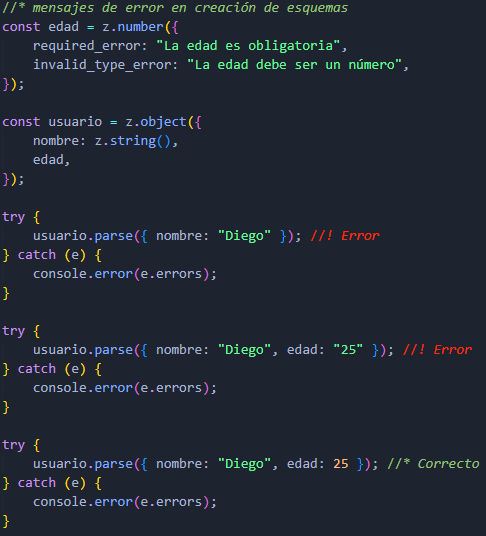 //* mensajes de error en creación de esquemas
const edad = z.number({
    required_error: "La edad es obligatoria",
    invalid_type_error: "La edad debe ser un número",
});

const usuario = z.object({
    nombre: z.string(),
    edad,
});

try {
    usuario.parse({ nombre: "Diego" }); //! Error
} catch (e) {
    console.error(e.errors);
}

try {
    usuario.parse({ nombre: "Diego", edad: "25" }); //! Error
} catch (e) {
    console.error(e.errors);
}

try {
    usuario.parse({ nombre: "Diego", edad: 25 }); //* Correcto
} catch (e) {
    console.error(e.errors);
}